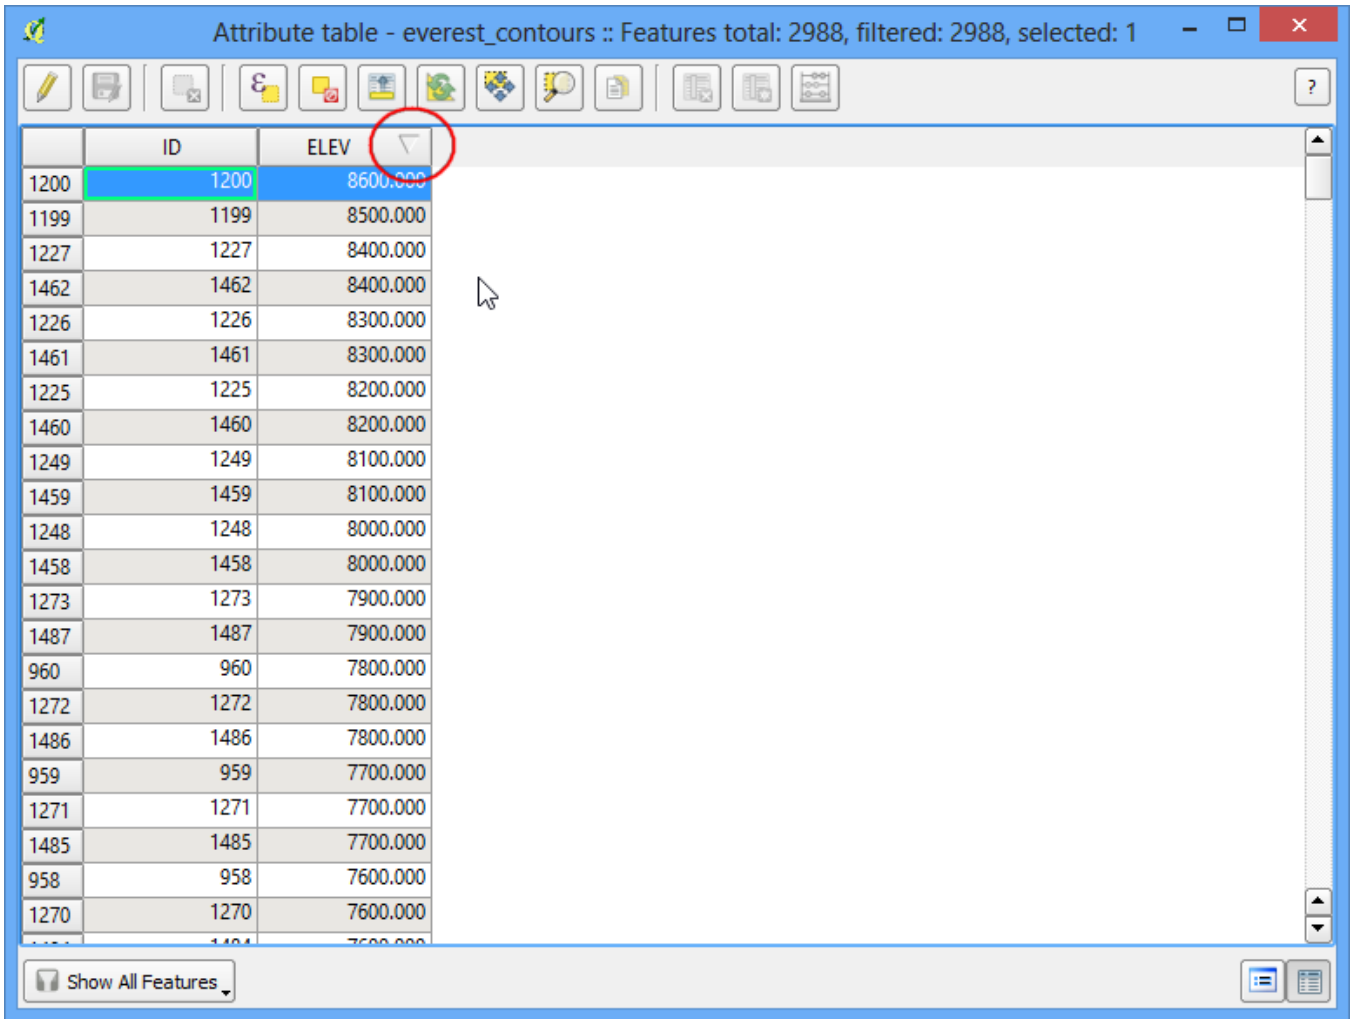 Attribute table - everest_contours :: Features total: 2988, filtered: 2988, selected: 1
ε
?
ID ELEV
1200 1200 8600.000
1199 1199 8500.000
1227 1227 8400.000
1462 1462 8400.000
1226 1226 8300.000
1461 1461 8300.000
1225 1225 8200.000
1460 1460 8200.000
1249 1249 8100.000
1459 1459 8100.000
1248 1248 8000.000
1458 1458 8000.000
1273 1273 7900.000
1487 1487 7900.000
960 960 7800.000
1272 1272 7800.000
1486 1486 7800.000
959 959 7700.000
1271 1271 7700.000
1485 1485 7700.000
958 958 7600.000
1270 1270 7600.000
Show All Features